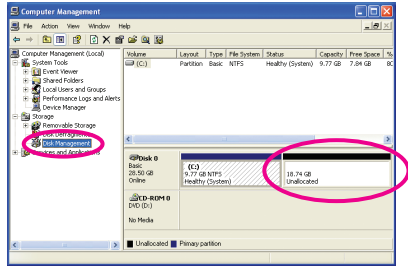 Computer Management
File Action View Window Help
Computer Management (Local)
System Tools
Event Viewer
Shared Folders
Local Users and Groups
Performance Logs and Alerts
Device Manager
Storage
Removable Storage
Disk Defragmenter
Disk Management
Services and Applications
Volume Layout Type File System Status Capacity Free Space %
(C:) Partition Basic NTFS Healthy (System) 9.77 GB 7.84 GB 80
Disk 0
Basic
28.50 GB
Online
(C:)
9.77 GB NTFS
Healthy (System)
18.74 GB
Unallocated
CD-ROM 0
DVD (D:)
No Media
Unallocated Primary partition